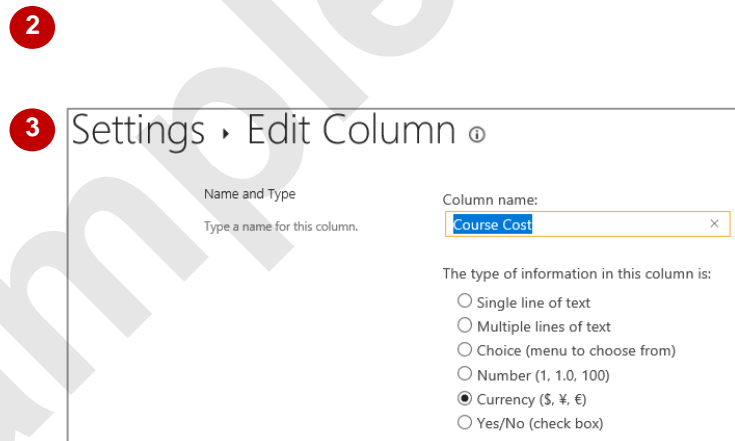 2
3
Settings ▸ Edit Column
Name and Type
Type a name for this column.
Column name:
Course Cost ×
The type of information in this column is:
Single line of text
Multiple lines of text
Choice (menu to choose from)
Number (1, 1.0, 100)
Currency ($, ¥, €)
Yes/No (check box)